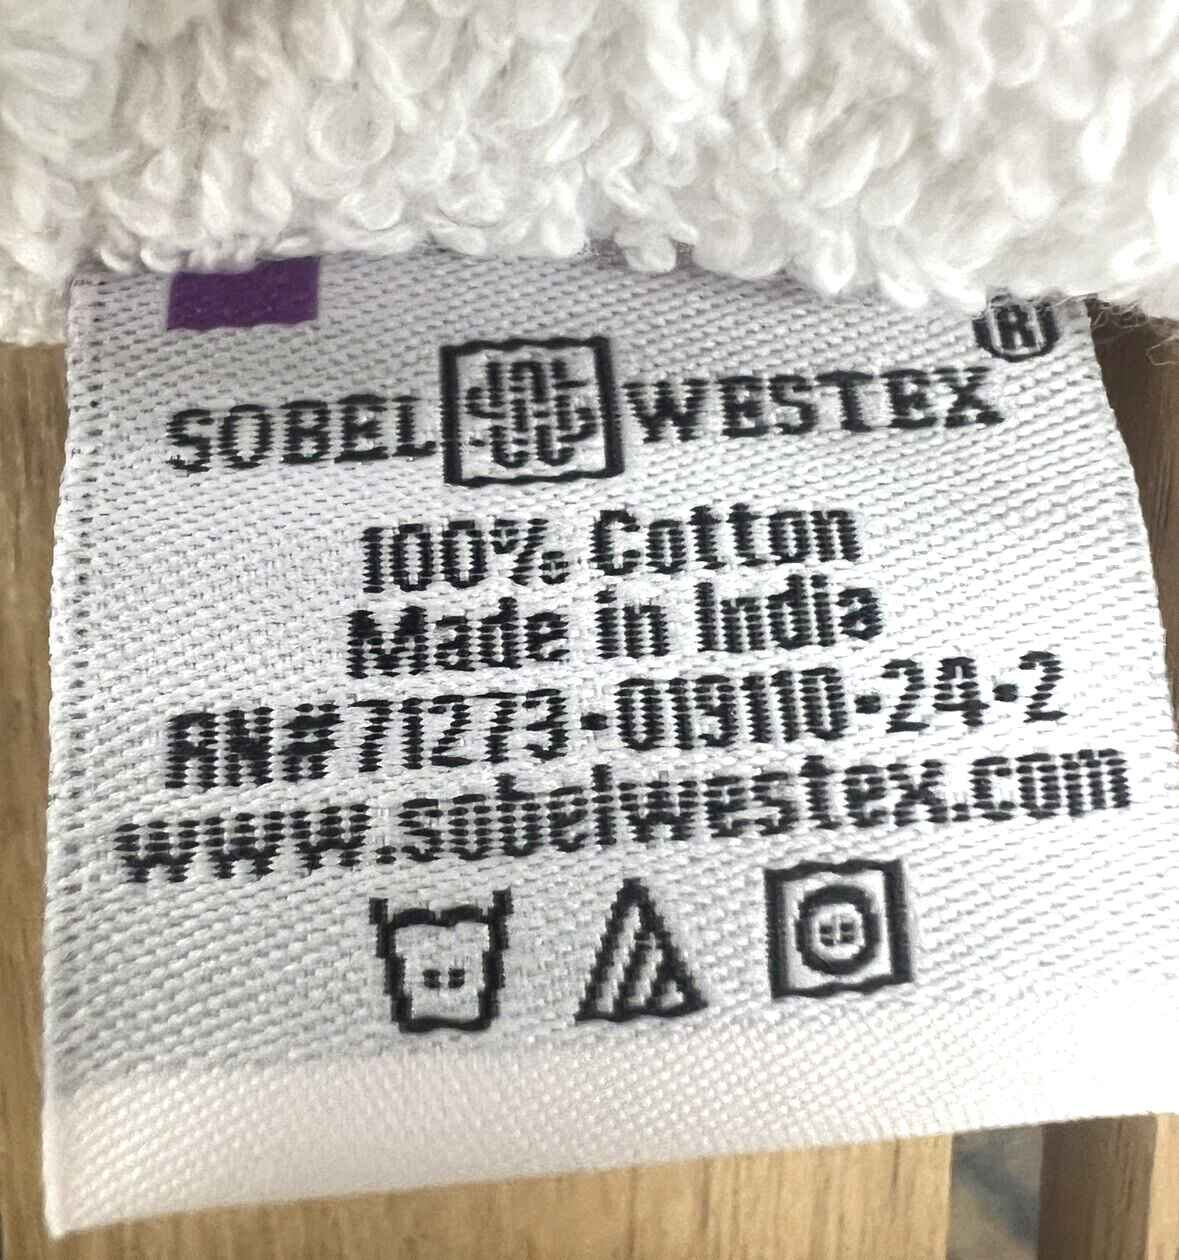 SOBEL WESTEX®
100% Cotton
Made in India
RN#71273-019110-24-2
www.sobelwestex.com